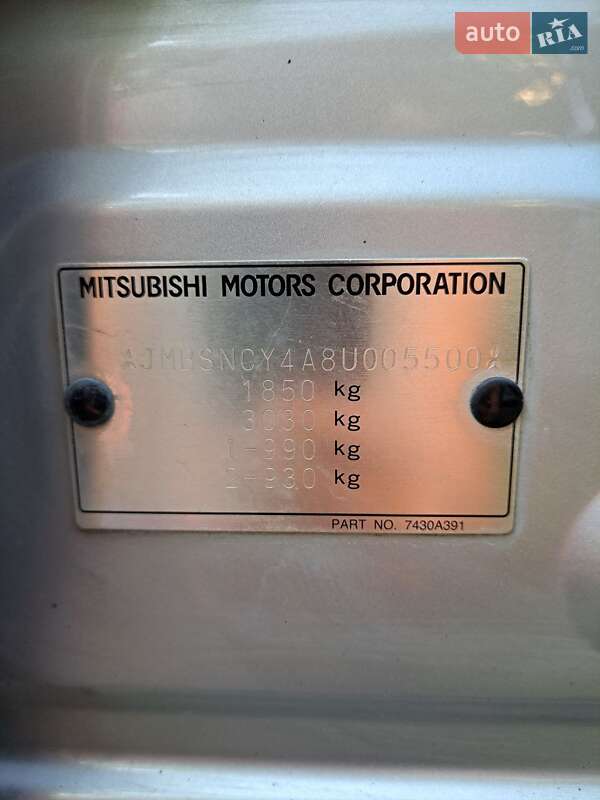 auto RIA.com
MITSUBISHI MOTORS CORPORATION
JMBSNCY4A8U005500
1850 kg
3030 kg
1-990 kg
2-930 kg
PART NO. 7430A391